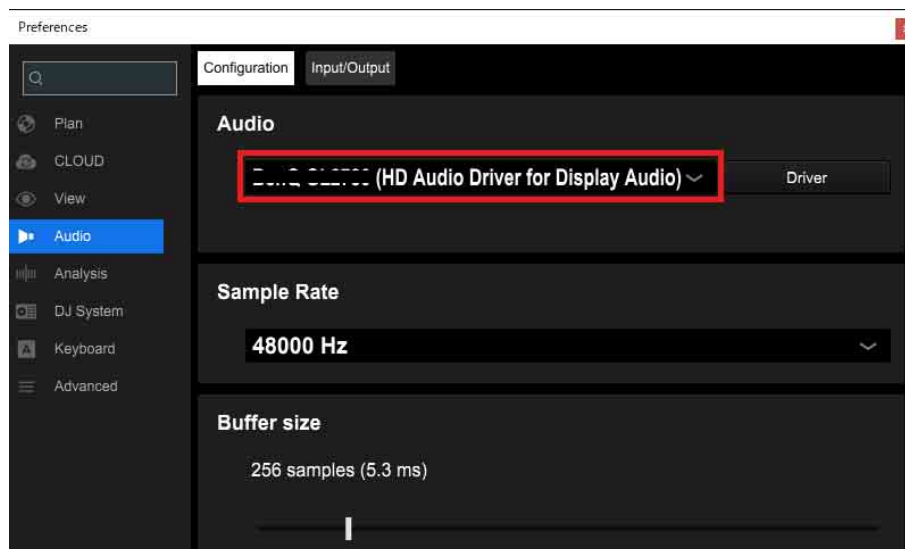 Preferences
Configuration Input/Output
Plan
CLOUD
View
Audio
Analysis
DJ System
Keyboard
Advanced
Audio
(HD Audio Driver for Display Audio)
Driver
Sample Rate
48000 Hz
Buffer size
256 samples (5.3 ms)